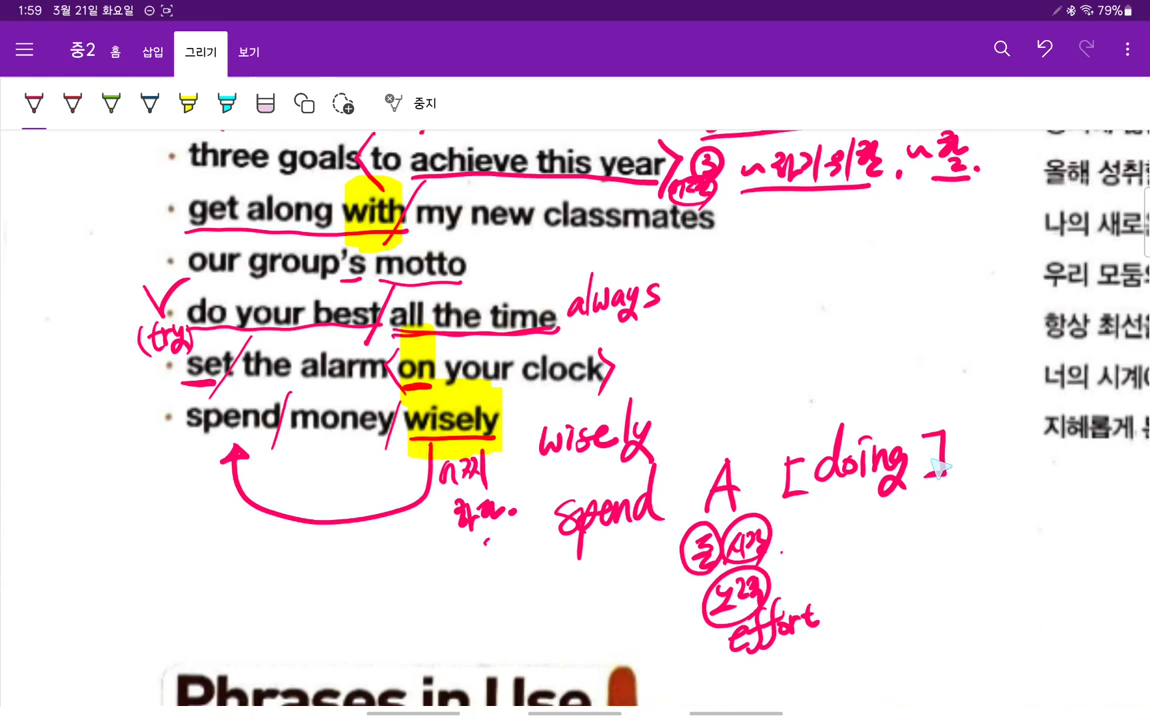 1:59 3월 21일 화요일 79%
중2 홈 삽입 그리기 보기
중지
• three goals to achieve this year ③ ~하기 위한, ~할.
올해 성취
• get along with my new classmates
나의 새로
• our group's motto
우리 모둠
• do your best all the time always
(try)
항상 최선
• set the alarm on your clock
너의 시계
• spend money wisely
지혜롭게
wisely
spend A [doing]
돈 시간
노력
effort
Phrases in Use